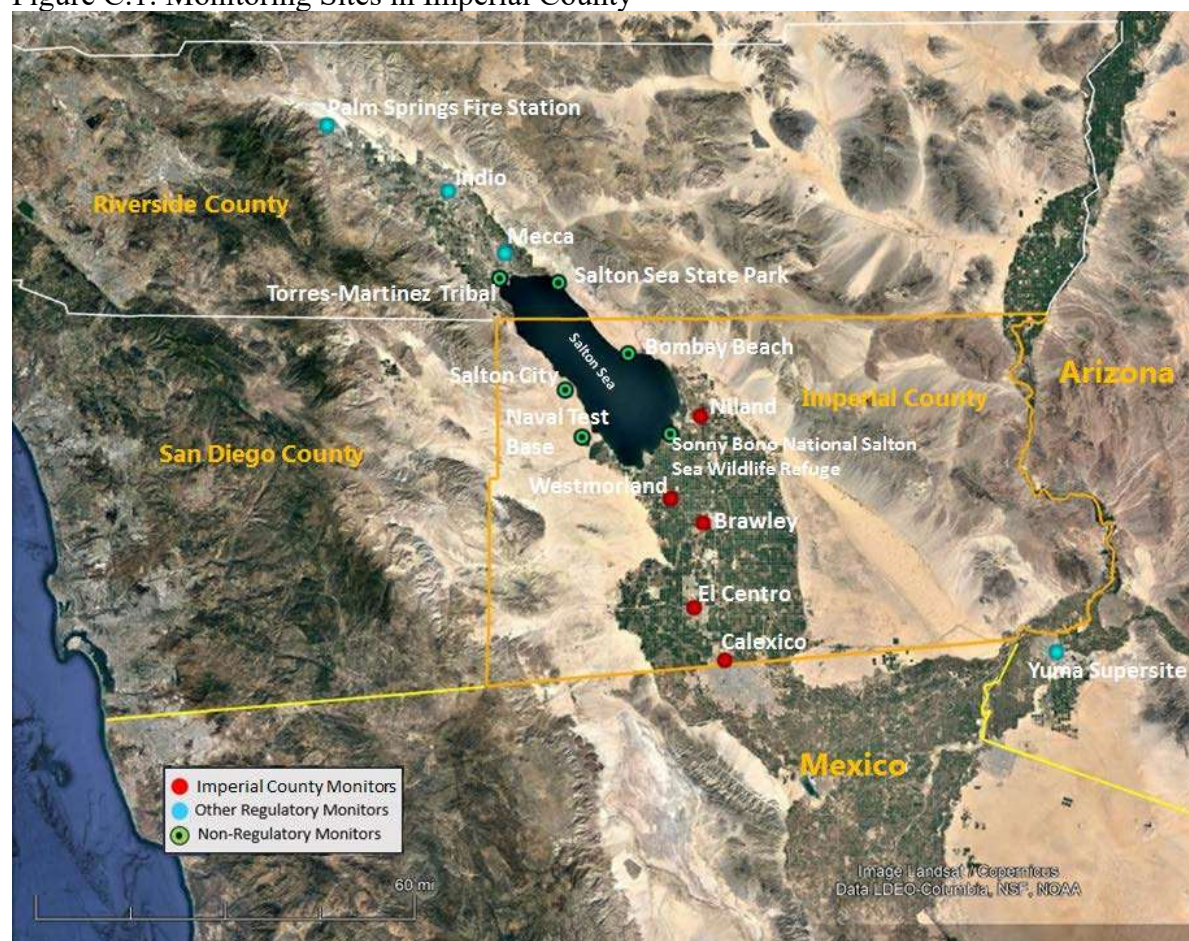 Figure C.1: Monitoring Sites in Imperial County
Palm Springs Fire Station
Indio
Riverside County
Mecca
Salton Sea State Park
Torres-Martinez Tribal
Salton Sea
Bombay Beach
Arizona
Salton City
Imperial County
Niland
Naval Test
Base
San Diego County
Sonny Bono National Salton
Sea Wildlife Refuge
Westmorland
Brawley
El Centro
Calexico
Yuma Supersite
Mexico
Imperial County Monitors
Other Regulatory Monitors
Non-Regulatory Monitors
60 mi
Image Landsat / Copernicus
Data LDEO-Columbia, NSF, NOAA